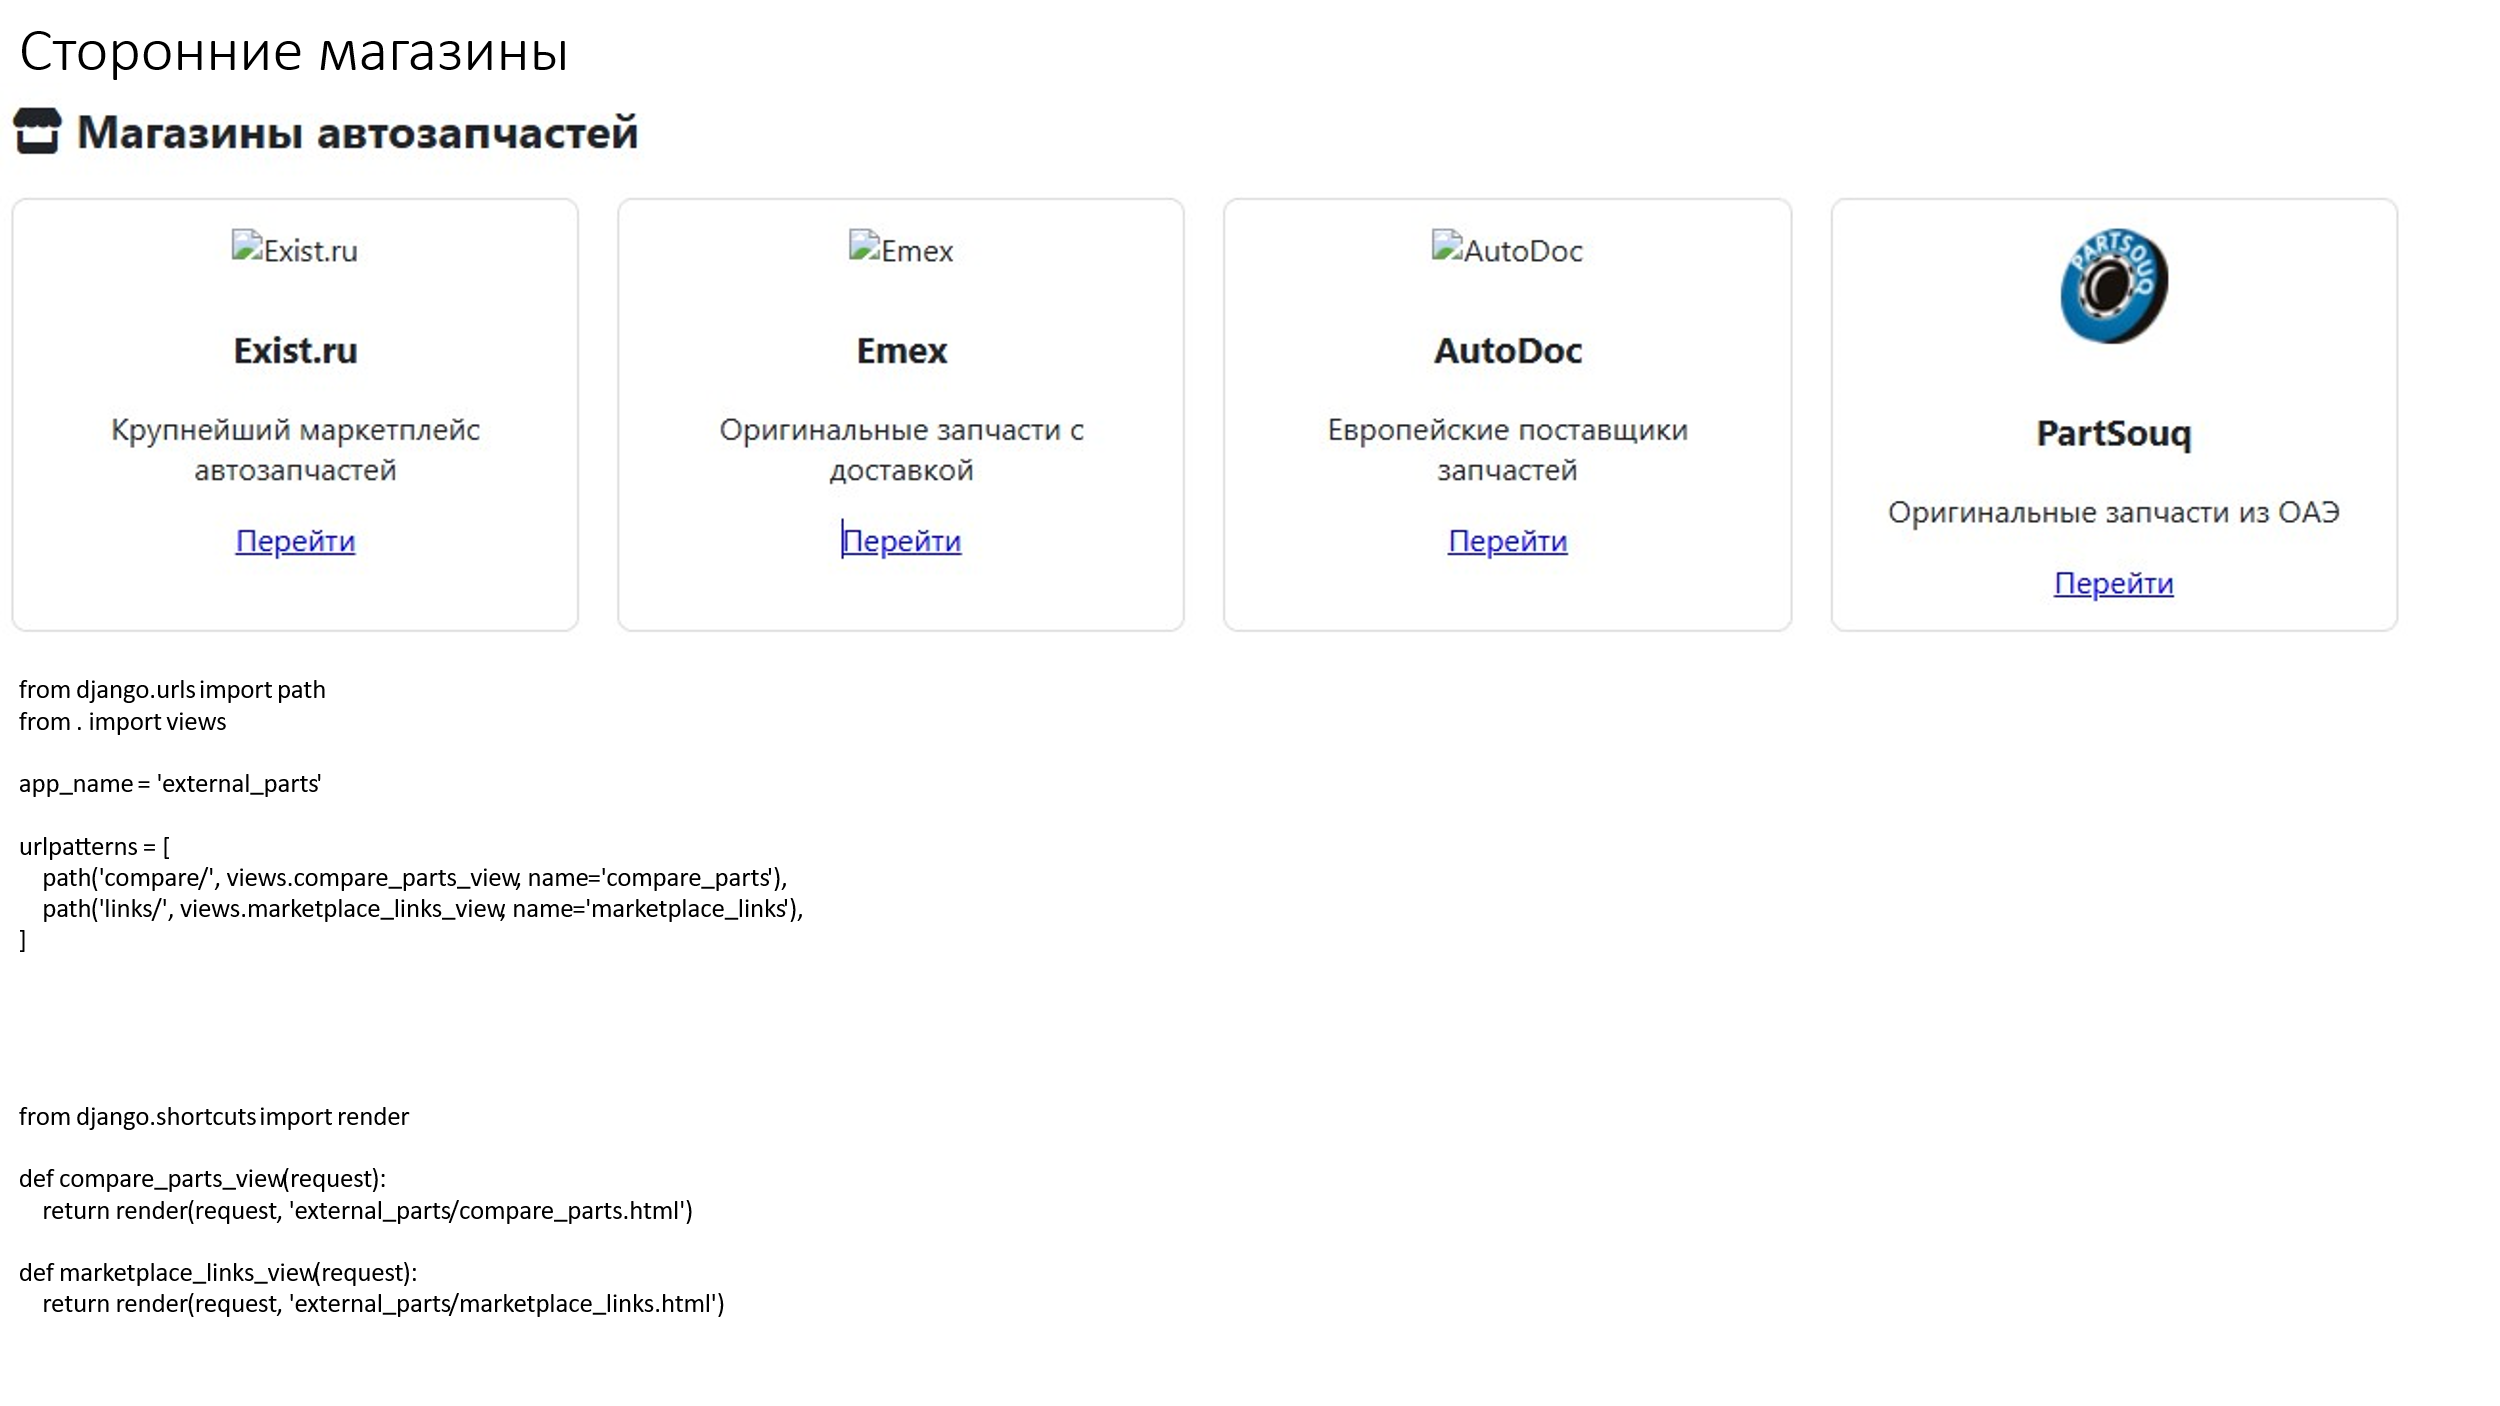 Сторонние магазины
Магазины автозапчастей
Exist.ru
Exist.ru
Крупнейший маркетплейс
автозапчастей
Перейти
Emex
Emex
Оригинальные запчасти с
доставкой
Перейти
AutoDoc
AutoDoc
Европейские поставщики
запчастей
Перейти
PARTSOUQ
PartSouq
Оригинальные запчасти из ОАЭ
Перейти
from django.urls import path
from . import views
app_name = 'external_parts'
urlpatterns = [
    path('compare/', views.compare_parts_view, name='compare_parts'),
    path('links/', views.marketplace_links_view, name='marketplace_links'),
]
from django.shortcuts import render
def compare_parts_view(request):
    return render(request, 'external_parts/compare_parts.html')
def marketplace_links_view(request):
    return render(request, 'external_parts/marketplace_links.html')